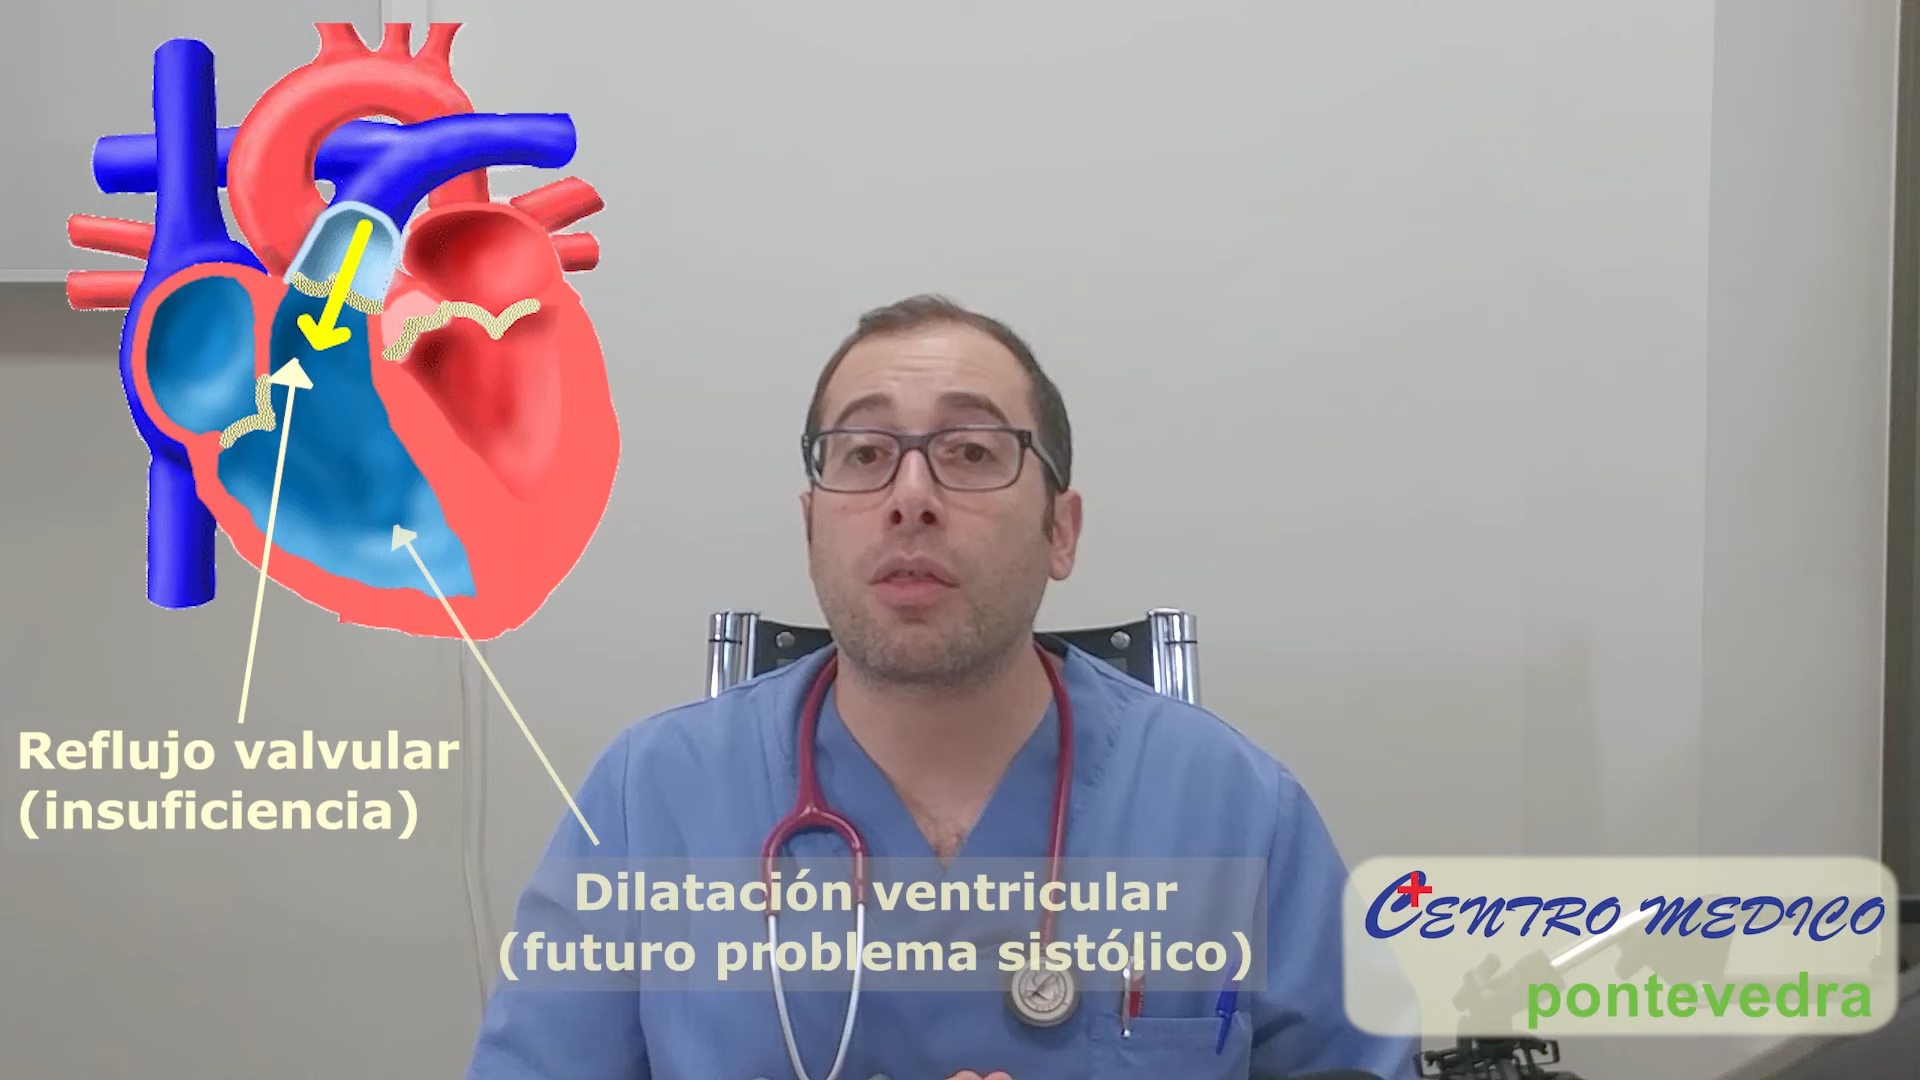 Reflujo valvular
(insuficiencia)
Dilatación ventricular
(futuro problema sistólico)
CENTRO MEDICO
pontevedra